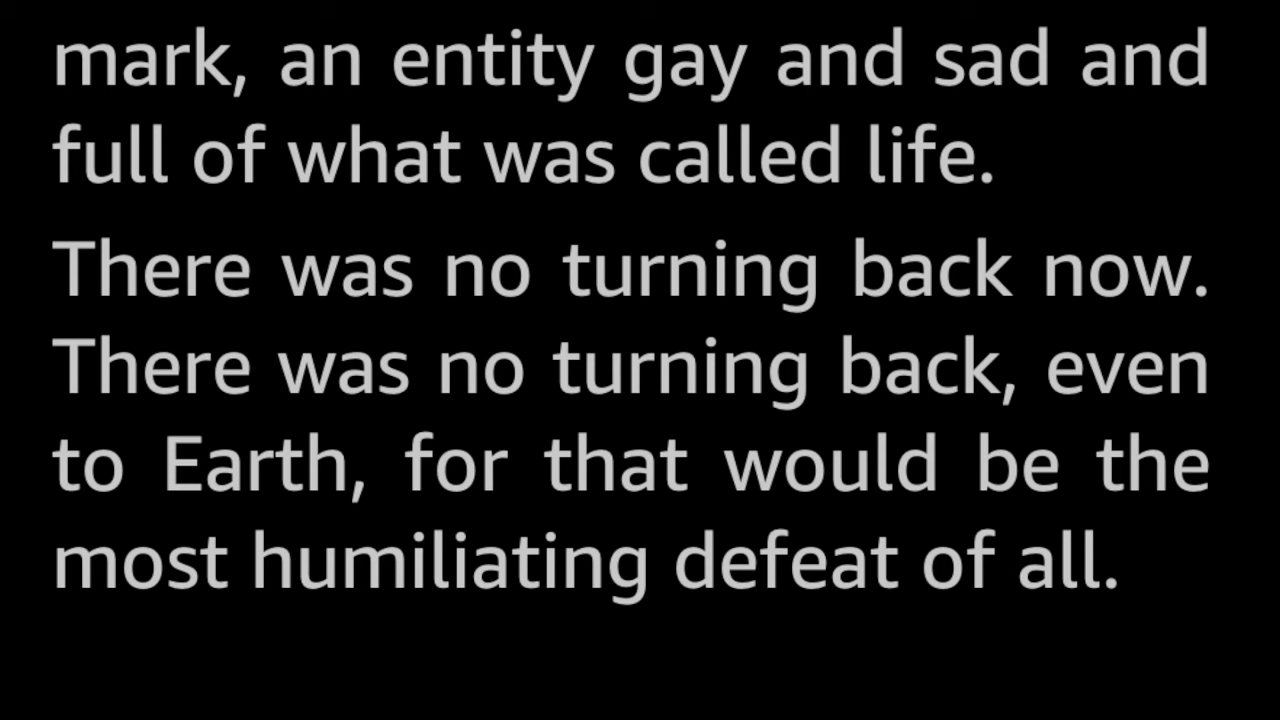 mark, an entity gay and sad and
full of what was called life.
There was no turning back now.
There was no turning back, even
to Earth, for that would be the
most humiliating defeat of all.